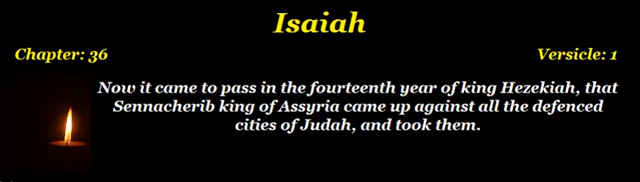 Isaiah
Chapter: 36
Versicle: 1
Now it came to pass in the fourteenth year of king Hezekiah, that
Sennacherib king of Assyria came up against all the defenced
cities of Judah, and took them.